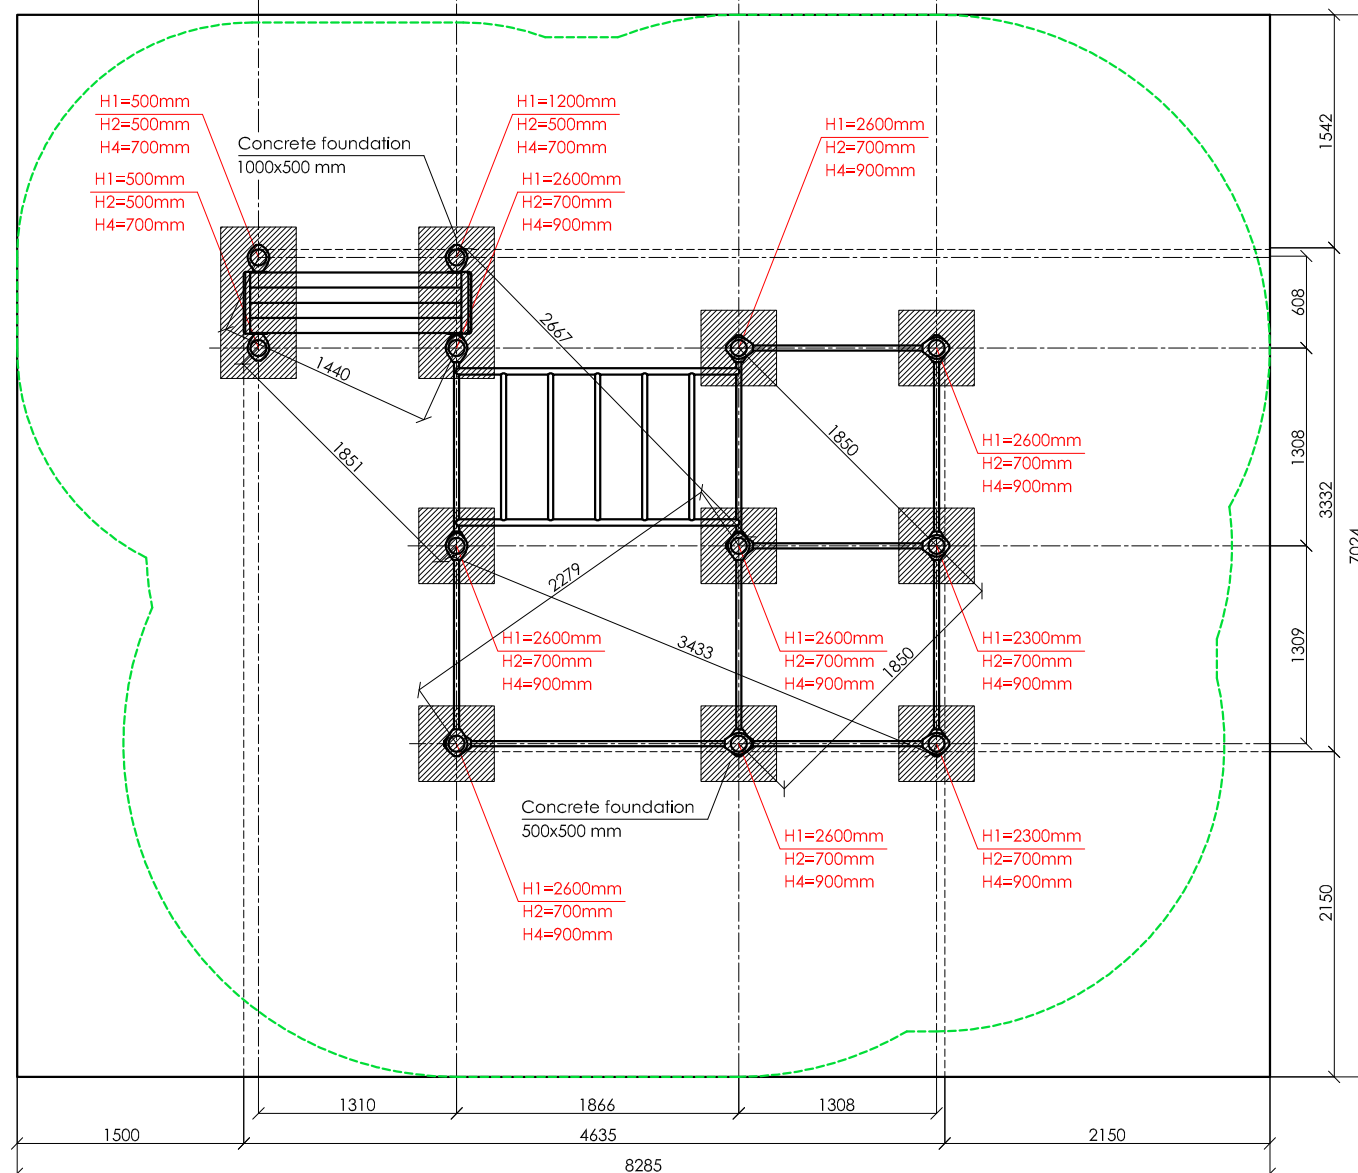 H1=500mm
H2=500mm
H4=700mm
H1=500mm
H2=500mm
H4=700mm
Concrete foundation
1000x500 mm
H1=1200mm
H2=500mm
H4=700mm
H1=2600mm
H2=700mm
H4=900mm
H1=2600mm
H2=700mm
H4=900mm
1542
608
2667
1440
1851
1850
H1=2600mm
H2=700mm
H4=900mm
1308
3332
7024
2279
3433
H1=2600mm
H2=700mm
H4=900mm
H1=2600mm
H2=700mm
H4=900mm
1850
H1=2300mm
H2=700mm
H4=900mm
1309
Concrete foundation
500x500 mm
H1=2600mm
H2=700mm
H4=900mm
H1=2600mm
H2=700mm
H4=900mm
H1=2300mm
H2=700mm
H4=900mm
2150
1310
1866
1308
1500
4635
2150
8285